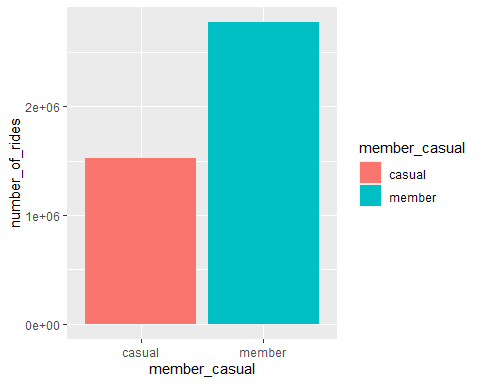 number_of_rides
2e+06
1e+06
0e+00
casual
member
member_casual
member_casual
casual
member